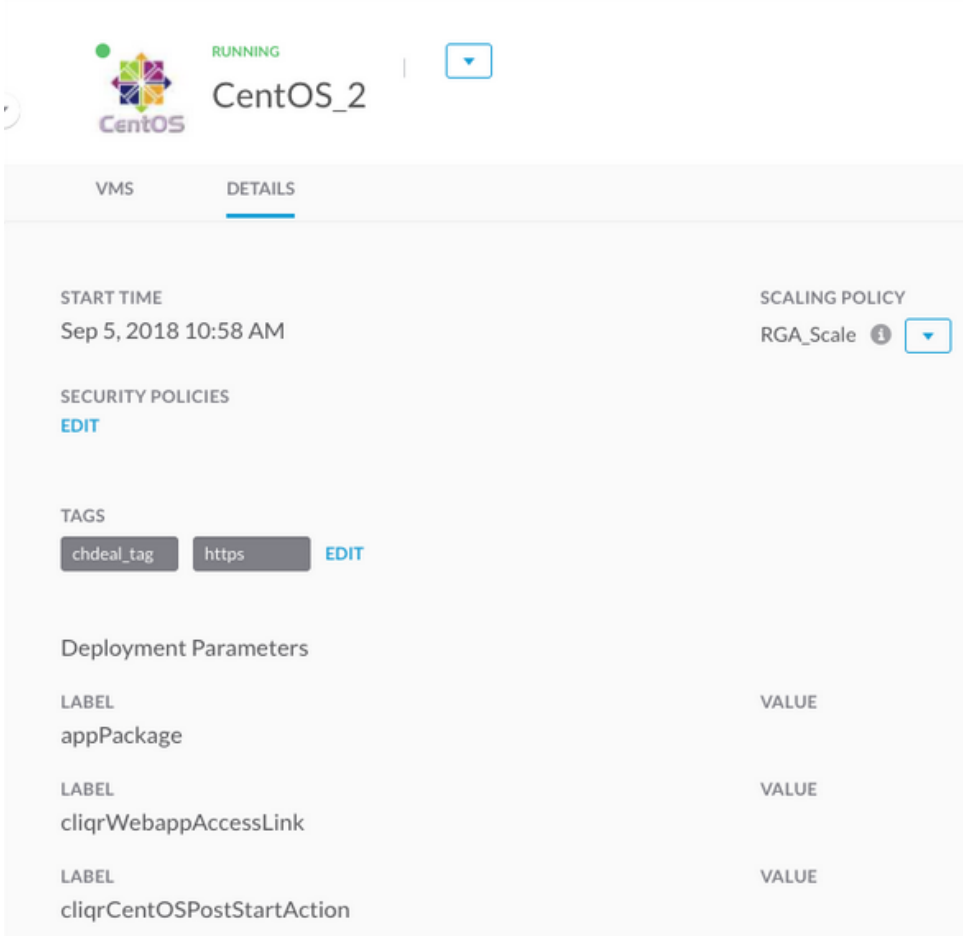 RUNNING
CentOS_2
CentOS
VMS DETAILS
START TIME SCALING POLICY
Sep 5, 2018 10:58 AM RGA_Scale
SECURITY POLICIES
EDIT
TAGS
chdeal_tag https EDIT
Deployment Parameters
LABEL VALUE
appPackage
LABEL VALUE
cliqrWebappAccessLink
LABEL VALUE
cliqrCentOSPostStartAction